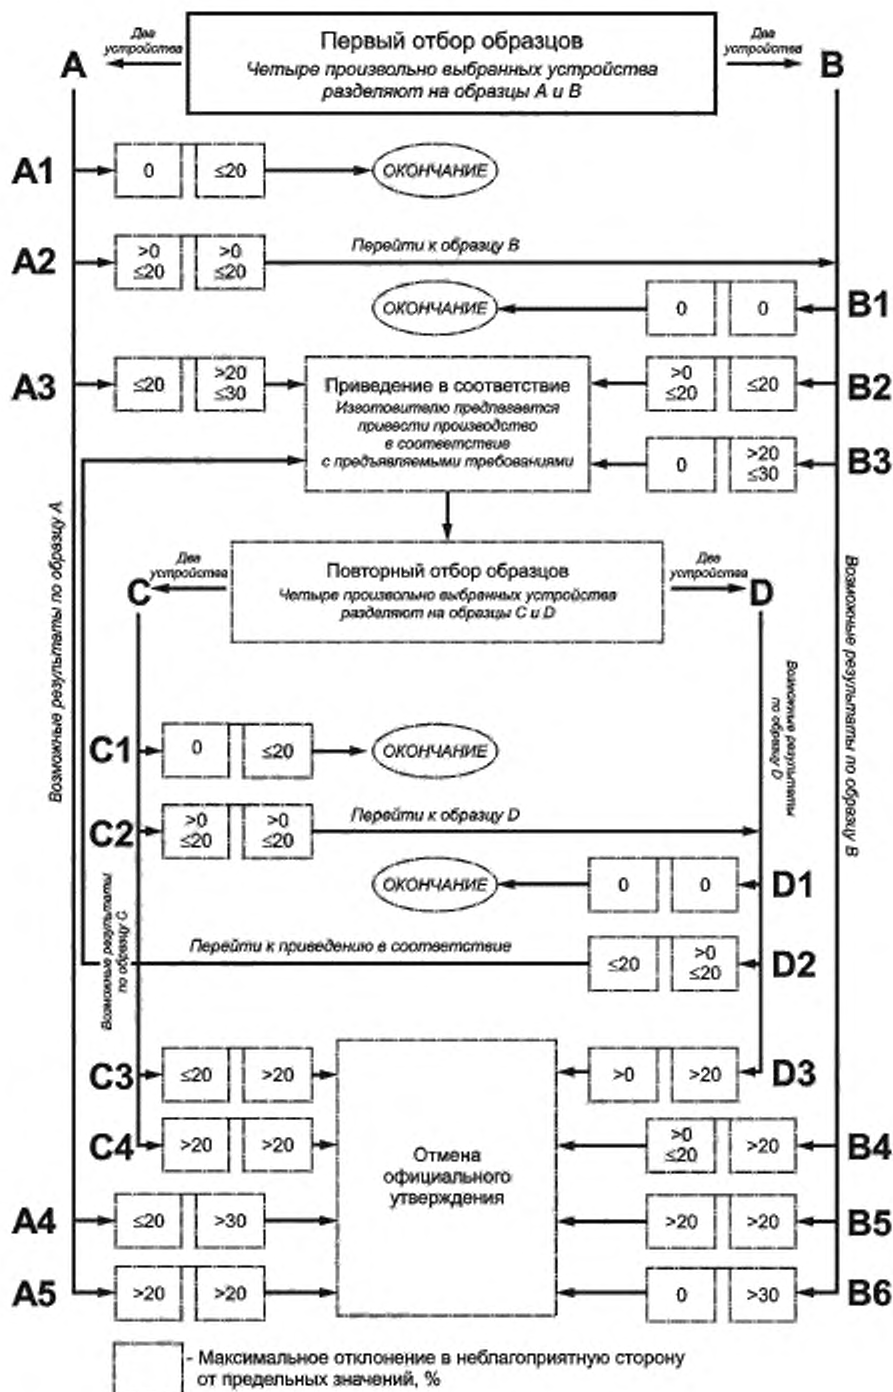 Первый отбор образцов
Четыре произвольно выбранных устройства
разделяют на образцы A и B
Два
устройства
Два
устройства
A
B
A1
0
≤20
ОКОНЧАНИЕ
A2
>0
≤20
>0
≤20
Перейти к образцу B
ОКОНЧАНИЕ
0
0
B1
A3
≤20
>20
≤30
Приведение в соответствие
Изготовителю предлагается
привести производство
в соответствие
с предъявляемыми требованиями
>0
≤20
≤20
B2
0
>20
≤30
B3
Возможные результаты по образцу A
Возможные результаты по образцу B
Два
устройства
Повторный отбор образцов
Четыре произвольно выбранных устройства
разделяют на образцы C и D
Два
устройства
C
D
Возможные результаты
по образцу D
C1
0
≤20
ОКОНЧАНИЕ
C2
>0
≤20
>0
≤20
Перейти к образцу D
ОКОНЧАНИЕ
0
0
D1
Возможные результаты
по образцу C
Перейти к приведению в соответствие
≤20
>0
≤20
D2
C3
≤20
>20
Отмена
официального
утверждения
>0
>20
D3
C4
>20
>20
>0
≤20
>20
B4
A4
≤20
>30
>20
>20
B5
A5
>20
>20
0
>30
B6
- Максимальное отклонение в неблагоприятную сторону
от предельных значений, %